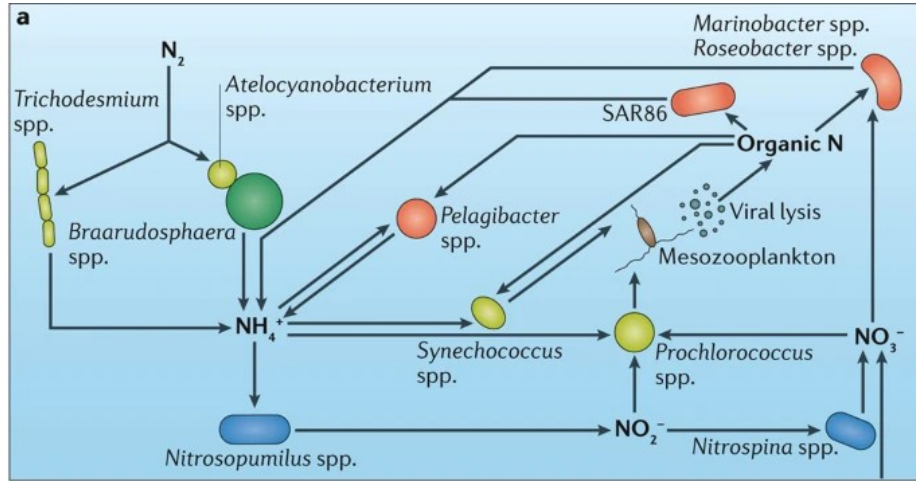 a
N₂
Trichodesmium
spp.
Atelocyanobacterium
spp.
Marinobacter spp.
Roseobacter spp.
SAR86
Organic N
Braarudosphaera
spp.
Pelagibacter
spp.
Viral lysis
Mesozooplankton
NH₄⁺
Synechococcus
spp.
Prochlorococcus
spp.
NO₃⁻
Nitrosopumilus spp.
NO₂⁻
Nitrospina spp.